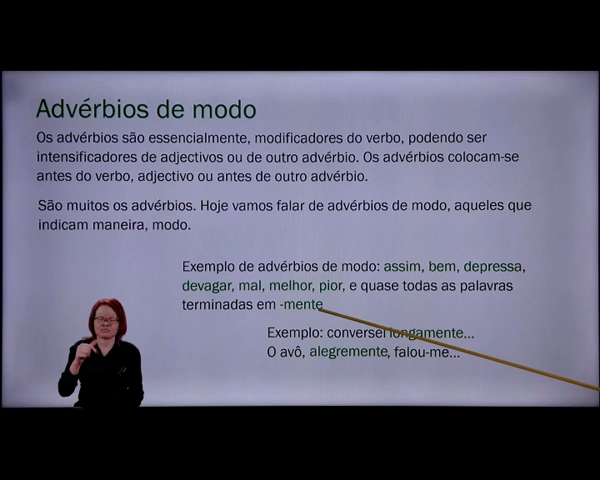 Advérbios de modo
Os advérbios são essencialmente, modificadores do verbo, podendo ser
intensificadores de adjectivos ou de outro advérbio. Os advérbios colocam-se
antes do verbo, adjectivo ou antes de outro advérbio.
São muitos os advérbios. Hoje vamos falar de advérbios de modo, aqueles que
indicam maneira, modo.
Exemplo de advérbios de modo: assim, bem, depressa,
devagar, mal, melhor, pior, e quase todas as palavras
terminadas em -mente
Exemplo: conversei longamente...
O avô, alegremente, falou-me...